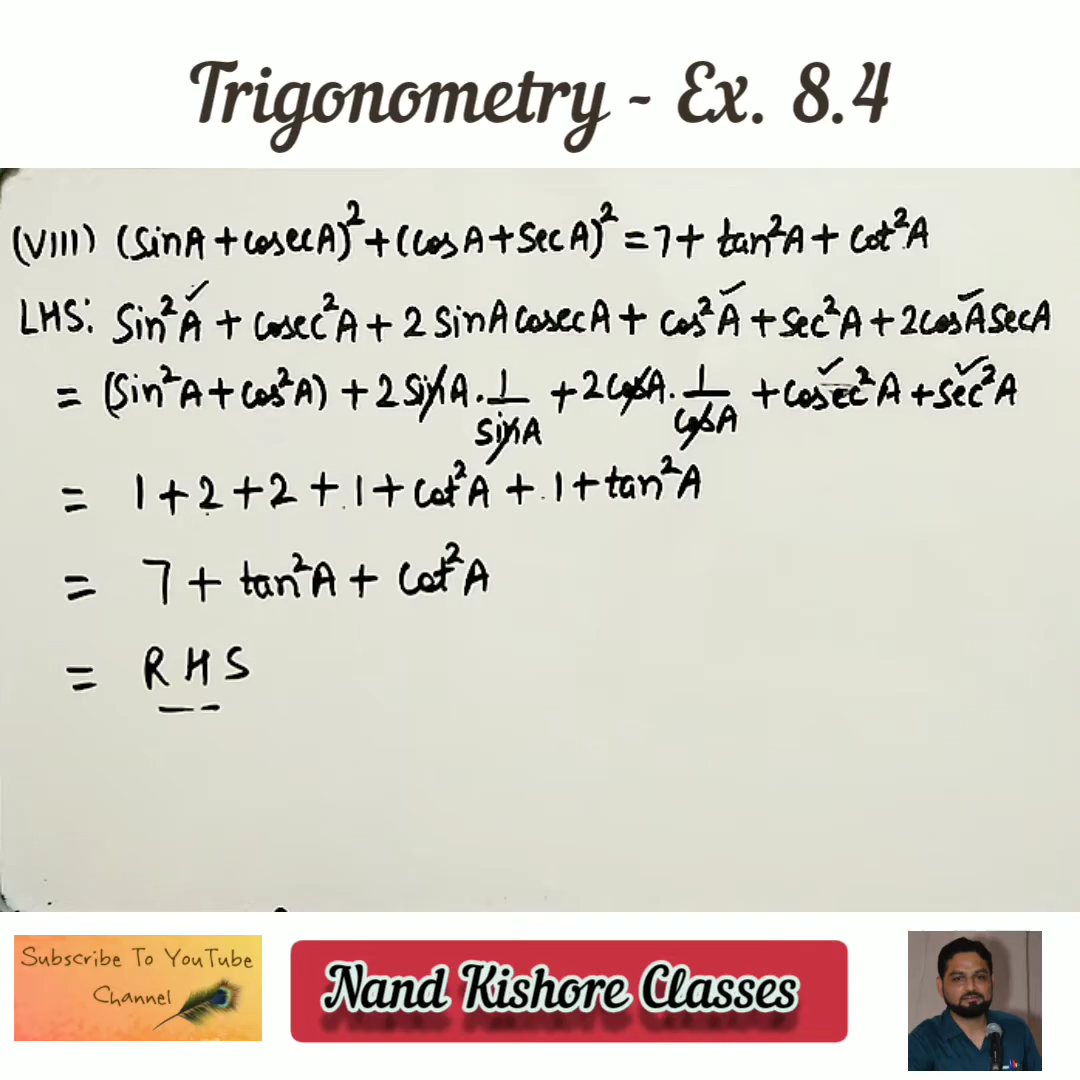 Trigonometry - Ex. 8.4
(VIII) (SinA + CosecA)² + (CosA + SecA)² = 7 + tan²A + Cot²A
LHS: Sin²A + Cosec²A + 2 SinA CosecA + Cos²A + Sec²A + 2CosA SecA
= (Sin²A + Cos²A) + 2 SinA · 1/SinA + 2CosA · 1/CosA + Cosec²A + Sec²A
= 1 + 2 + 2 + 1 + Cot²A + 1 + tan²A
= 7 + tan²A + Cot²A
= RHS
Subscribe To YouTube
Channel
Nand Kishore Classes